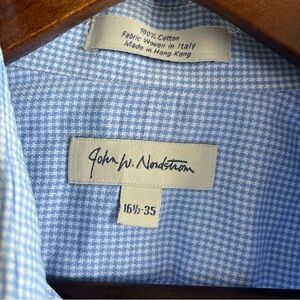 100% Cotton
Fabric Woven in Italy
Made in Hong Kong
John W. Nordstrom
16½-35